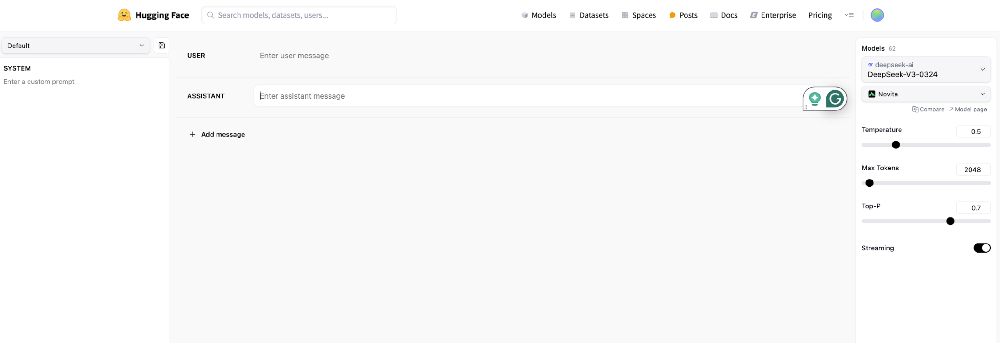 Hugging Face
Search models, datasets, users...
Models
Datasets
Spaces
Posts
Docs
Enterprise
Pricing
Default
SYSTEM
Enter a custom prompt
USER
Enter user message
ASSISTANT
Enter assistant message
+ Add message
Models 62
deepseek-ai
DeepSeek-V3-0324
Novita
Compare
Model page
Temperature
0.5
Max Tokens
2048
Top-P
0.7
Streaming